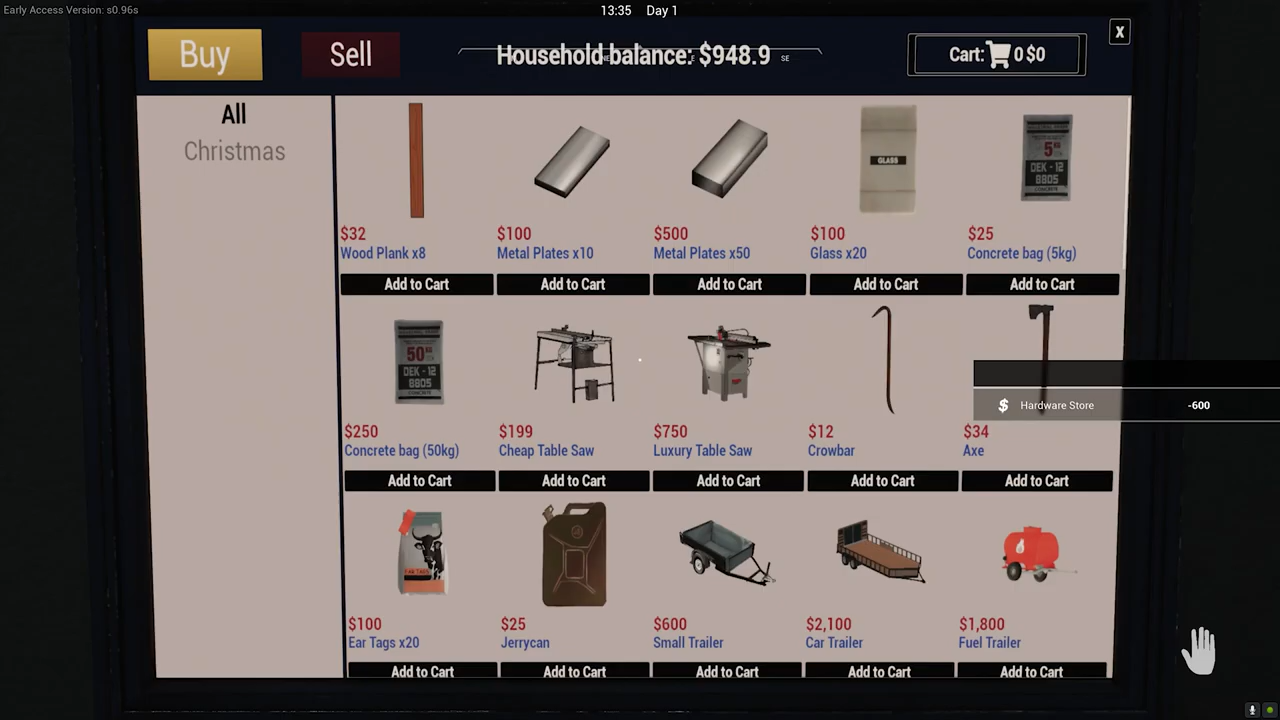 Early Access Version: s0.96s
13:35 Day 1
Buy
Sell
Household balance: $948.9
SE
Cart: 0 $0
X
All
Christmas
GLASS
5
DEK - 12
8805
CONCRETE
$32
Wood Plank x8
$100
Metal Plates x10
$500
Metal Plates x50
$100
Glass x20
$25
Concrete bag (5kg)
Add to Cart
Add to Cart
Add to Cart
Add to Cart
Add to Cart
50
DEK - 12
8805
CONCRETE
$ Hardware Store -600
$250
Concrete bag (50kg)
$199
Cheap Table Saw
$750
Luxury Table Saw
$12
Crowbar
$34
Axe
Add to Cart
Add to Cart
Add to Cart
Add to Cart
Add to Cart
EAR TAGS
$100
Ear Tags x20
$25
Jerrycan
$600
Small Trailer
$2,100
Car Trailer
$1,800
Fuel Trailer
Add to Cart
Add to Cart
Add to Cart
Add to Cart
Add to Cart